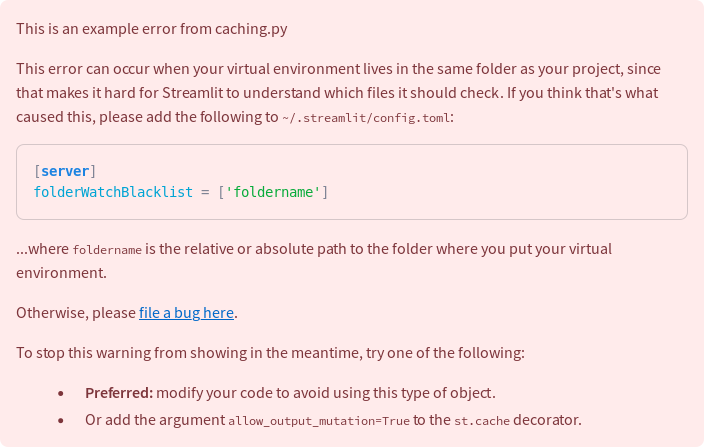 This is an example error from caching.py
This error can occur when your virtual environment lives in the same folder as your project, since
that makes it hard for Streamlit to understand which files it should check. If you think that's what
caused this, please add the following to ~/.streamlit/config.toml:
[server]
folderWatchBlacklist = ['foldername']
...where foldername is the relative or absolute path to the folder where you put your virtual
environment.
Otherwise, please file a bug here.
To stop this warning from showing in the meantime, try one of the following:
• Preferred: modify your code to avoid using this type of object.
• Or add the argument allow_output_mutation=True to the st.cache decorator.